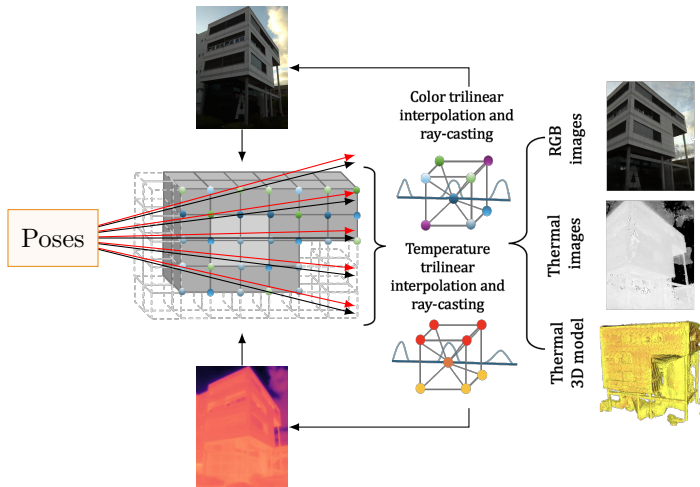 Poses
Color trilinear
interpolation and
ray-casting
Temperature
trilinear
interpolation and
ray-casting
RGB
images
Thermal
images
Thermal
3D model